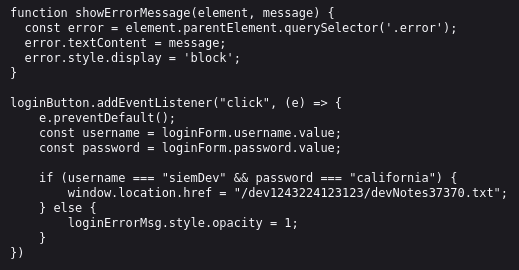 function showErrorMessage(element, message) {
  const error = element.parentElement.querySelector('.error');
  error.textContent = message;
  error.style.display = 'block';
}

loginButton.addEventListener("click", (e) => {
    e.preventDefault();
    const username = loginForm.username.value;
    const password = loginForm.password.value;

    if (username === "siemDev" && password === "california") {
        window.location.href = "/dev1243224123123/devNotes37370.txt";
    } else {
        loginErrorMsg.style.opacity = 1;
    }
})